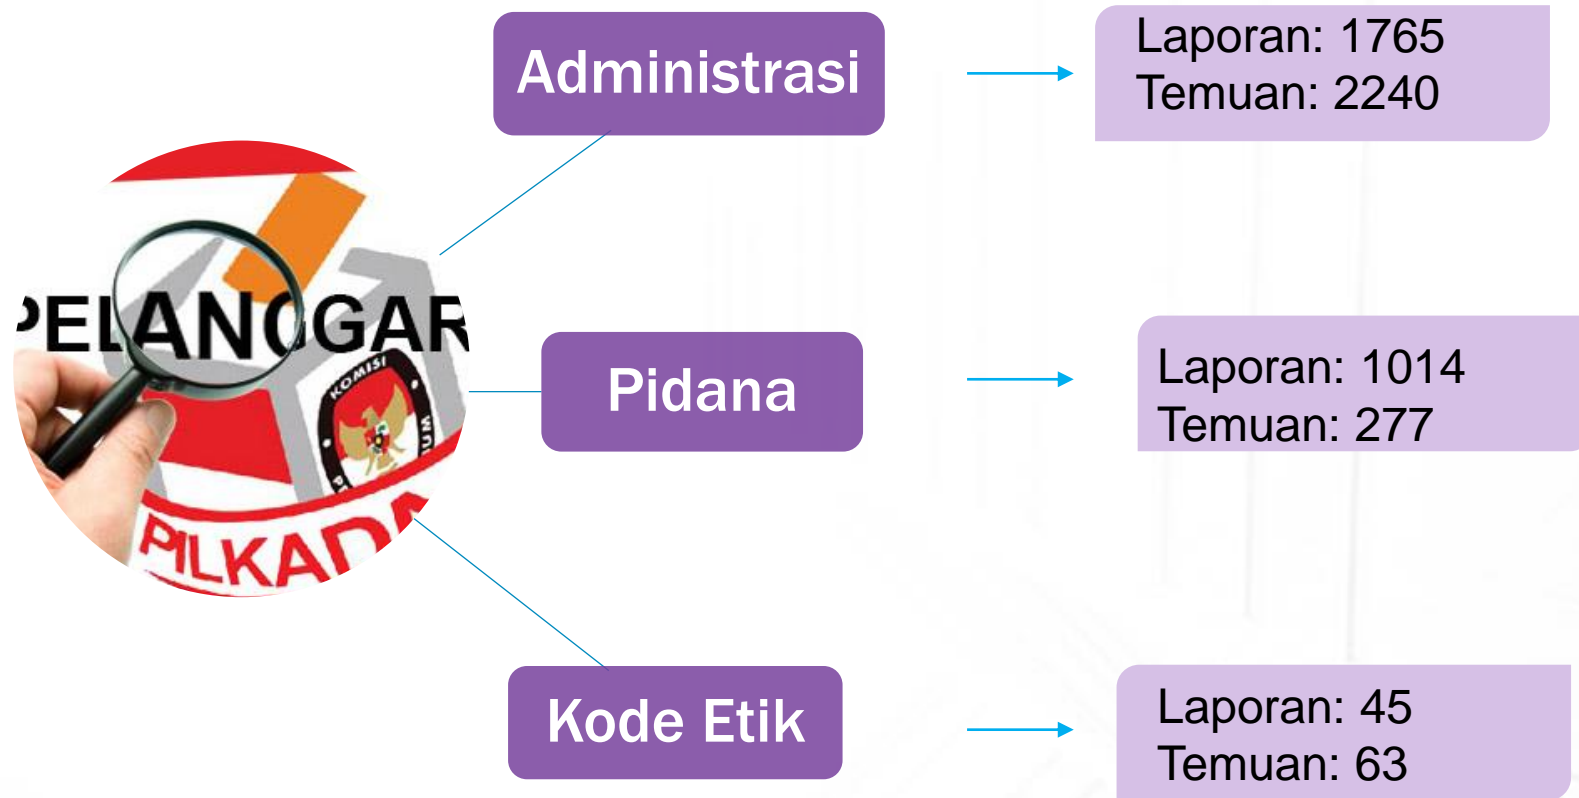 Administrasi
Laporan: 1765
Temuan: 2240
PELANGGAR
KOMISI
PILKADA
Pidana
Laporan: 1014
Temuan: 277
Kode Etik
Laporan: 45
Temuan: 63